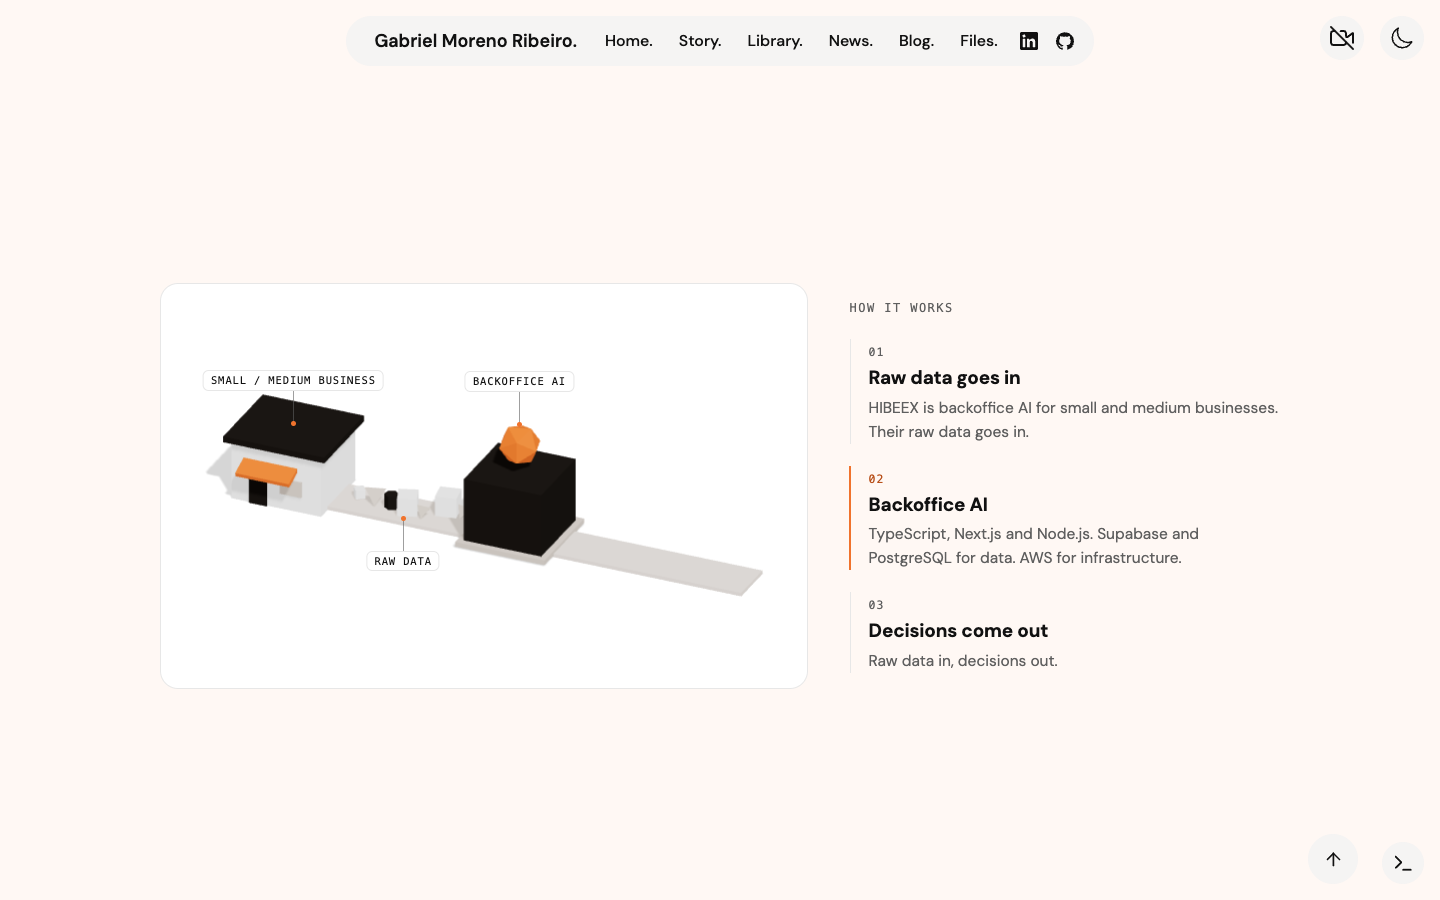 Gabriel Moreno Ribeiro. Home. Story. Library. News. Blog. Files.
SMALL / MEDIUM BUSINESS
BACKOFFICE AI
RAW DATA
HOW IT WORKS
01
Raw data goes in
HIBEEX is backoffice AI for small and medium businesses.
Their raw data goes in.
02
Backoffice AI
TypeScript, Next.js and Node.js. Supabase and
PostgreSQL for data. AWS for infrastructure.
03
Decisions come out
Raw data in, decisions out.